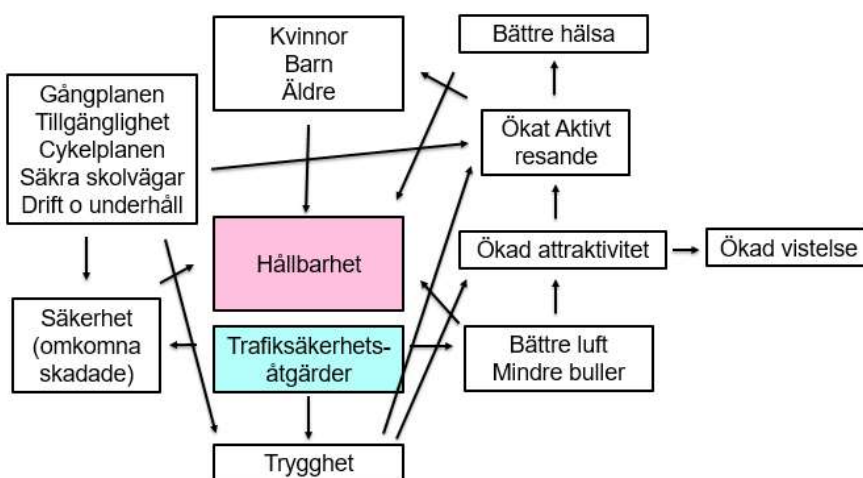 Kvinnor
Barn
Äldre
Bättre hälsa
Gångplanen
Tillgänglighet
Cykelplanen
Säkra skolvägar
Drift o underhåll
Ökat Aktivt
resande
Hållbarhet
Ökad attraktivitet
Ökad vistelse
Säkerhet
(omkomna
skadade)
Trafiksäkerhets-
åtgärder
Bättre luft
Mindre buller
Trygghet